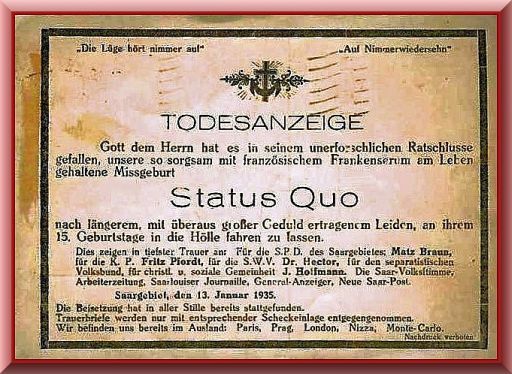 „Die Lüge hört nimmer auf“
„Auf Nimmerwiedersehn“
TODESANZEIGE
Gott dem Herrn hat es in seinem unerforschlichen Ratschlusse
gefallen, unsere so sorgsam mit französischem Frankenserum am Leben
gehaltene Missgeburt
Status Quo
nach längerem, mit überaus großer Geduld ertragenem Leiden, an ihrem
15. Geburtstage in die Hölle fahren zu lassen.
Dies zeigen in tiefster Trauer an: Für die S.P.D. des Saargebietes; Matz Braun,
für die K. P. Fritz Pfordt, für die S.W.V. Dr. Hector, für den separatistischen
Volksbund, für christl. u. soziale Gemeinheit J. Hoffmann. Die Saar-Volksstimme,
Arbeiterzeitung, Saarlouiser Journaille, General-Anzeiger, Neue Saar-Post.
Saargebiet, den 13. Januar 1935.
Die Beisetzung hat in aller Stille bereits stattgefunden.
Trauerbriefe werden nur mit entsprechender Scheckeinlage entgegengenommen.
Wir befinden uns bereits im Ausland: Paris, Prag, London, Nizza, Monte-Carlo.
Nachdruck verboten